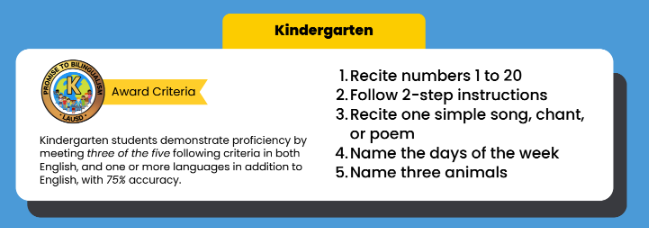 Kindergarten
PROMISE TO BILINGUALISM
K
LAUSD
Award Criteria
Kindergarten students demonstrate proficiency by
meeting three of the five following criteria in both
English, and one or more languages in addition to
English, with 75% accuracy.
1. Recite numbers 1 to 20
2. Follow 2-step instructions
3. Recite one simple song, chant,
or poem
4. Name the days of the week
5. Name three animals